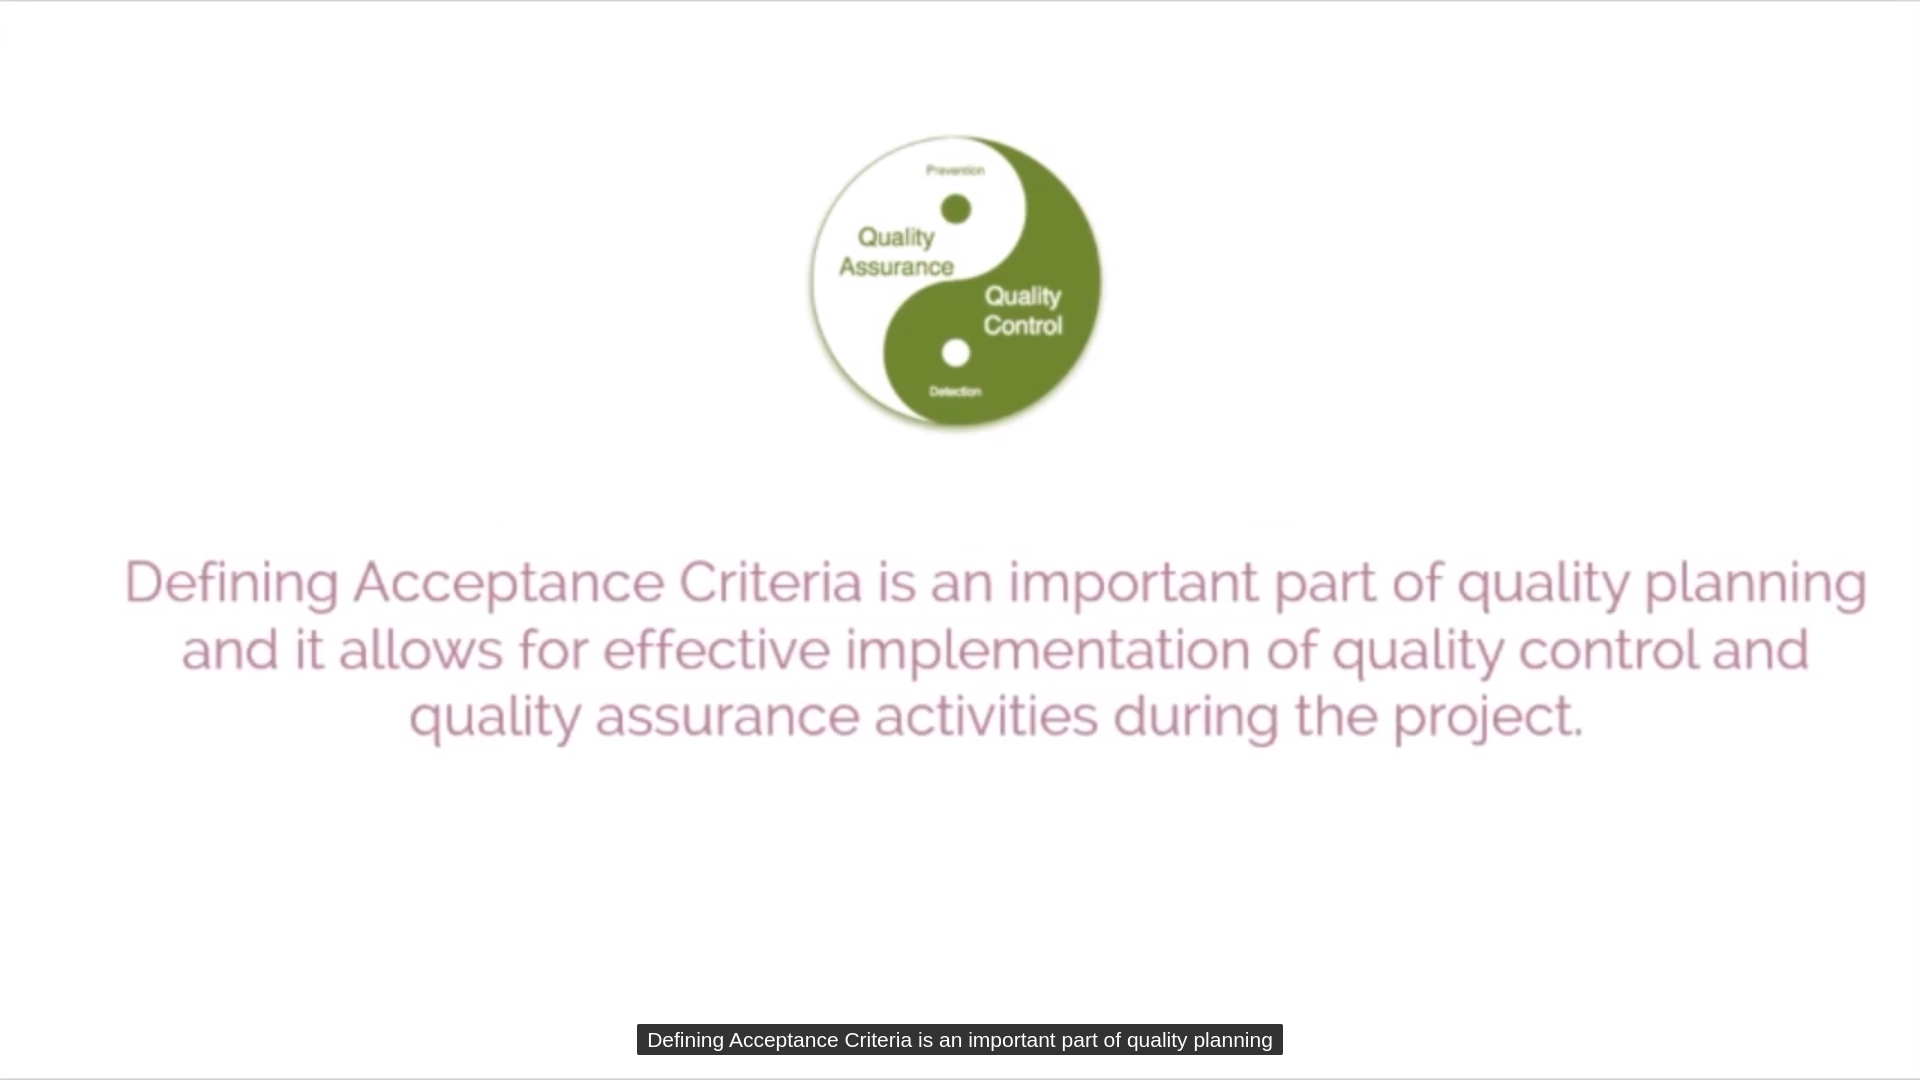 Prevention
Quality
Assurance
Quality
Control
Detection
Defining Acceptance Criteria is an important part of quality planning
and it allows for effective implementation of quality control and
quality assurance activities during the project.
Defining Acceptance Criteria is an important part of quality planning